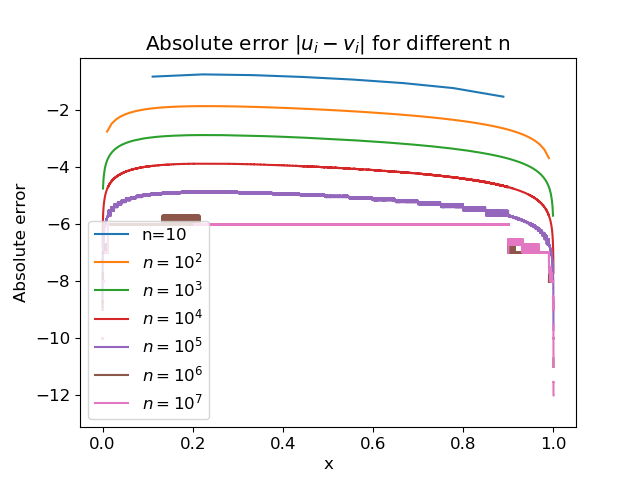 Absolute error $|u_i - v_i|$ for different n
Absolute error
−2
−4
−6
−8
−10
−12
n=10
$n = 10^2$
$n = 10^3$
$n = 10^4$
$n = 10^5$
$n = 10^6$
$n = 10^7$
0.0 0.2 0.4 0.6 0.8 1.0
x